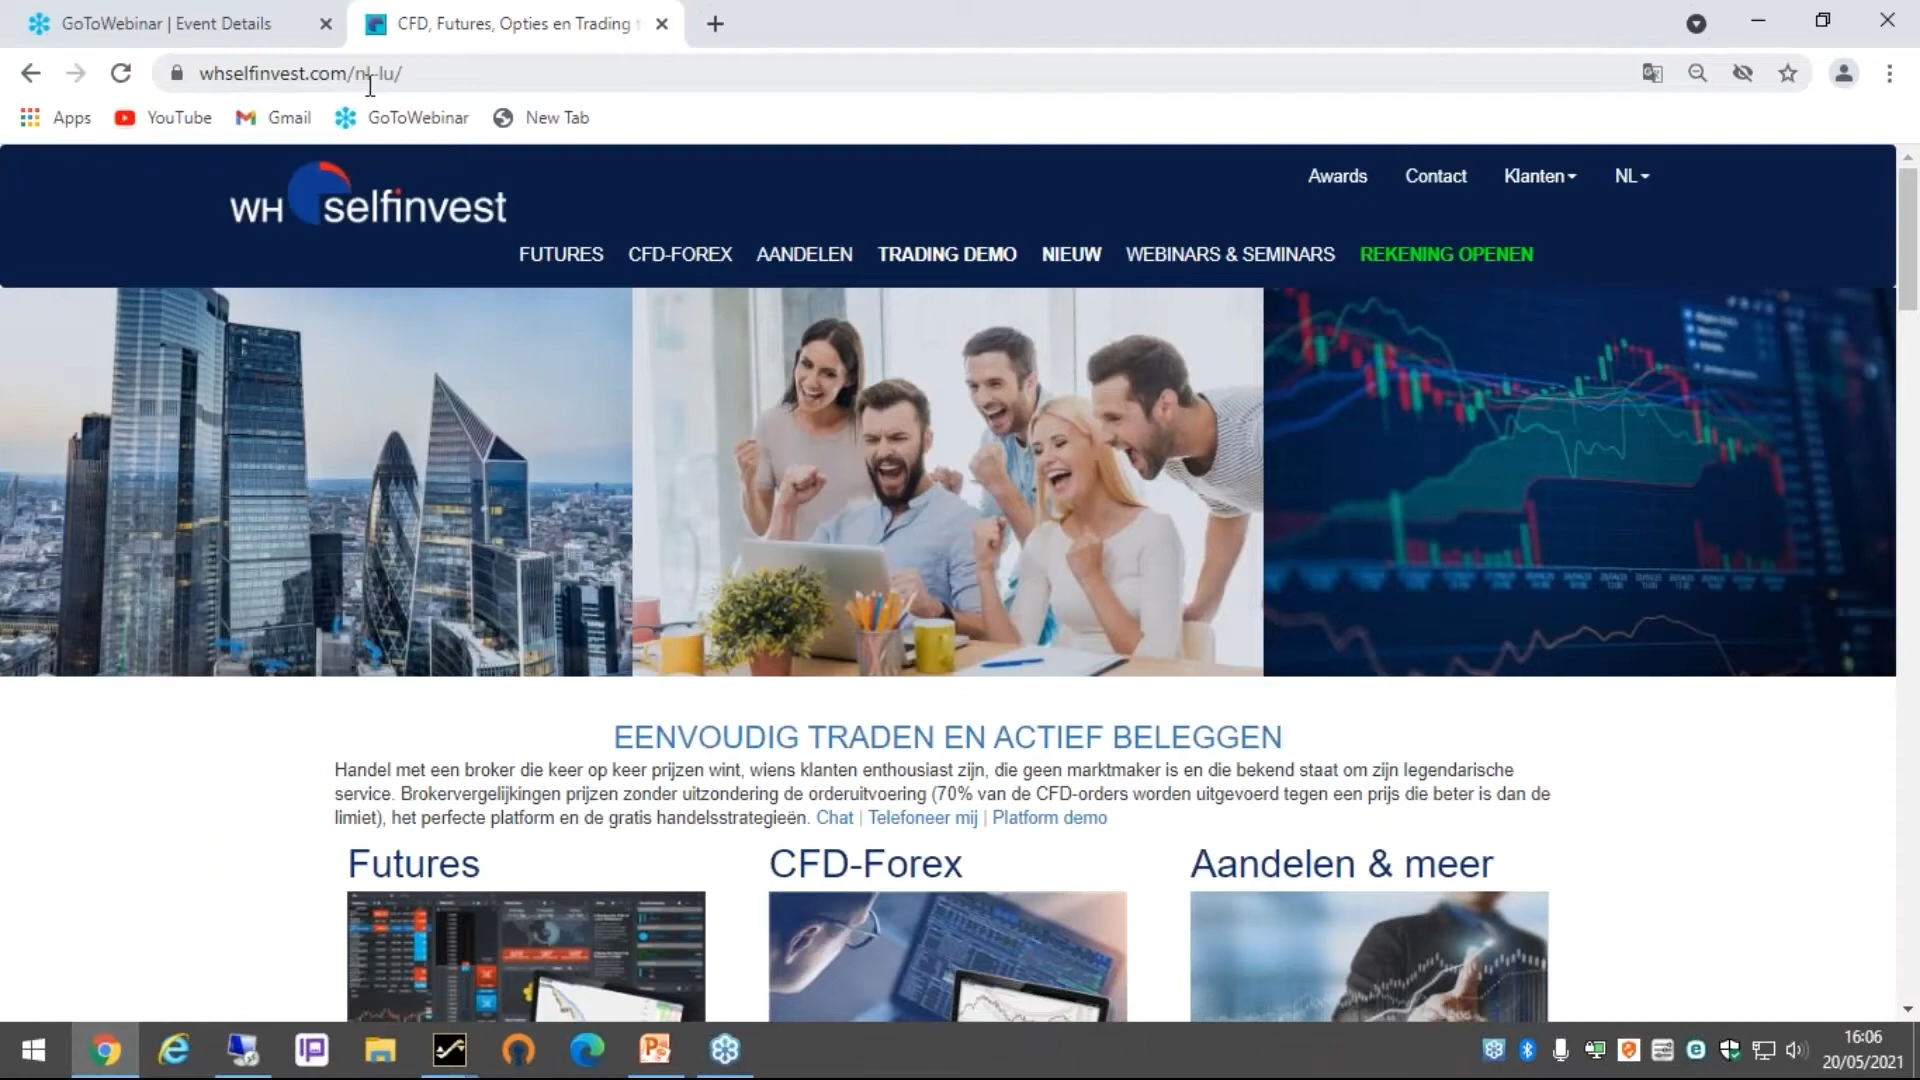 GoToWebinar | Event Details
CFD, Futures, Opties en Trading
whselfinvest.com/nl-lu/
Apps YouTube Gmail GoToWebinar New Tab
WH selfinvest
Awards Contact Klanten NL
FUTURES CFD-FOREX AANDELEN TRADING DEMO NIEUW WEBINARS & SEMINARS REKENING OPENEN
EENVOUDIG TRADEN EN ACTIEF BELEGGEN
Handel met een broker die keer op keer prijzen wint, wiens klanten enthousiast zijn, die geen marktmaker is en die bekend staat om zijn legendarische
service. Brokervergelijkingen prijzen zonder uitzondering de orderuitvoering (70% van de CFD-orders worden uitgevoerd tegen een prijs die beter is dan de
limiet), het perfecte platform en de gratis handelsstrategieën. Chat | Telefoneer mij | Platform demo
Futures CFD-Forex Aandelen & meer
16:06
20/05/2021